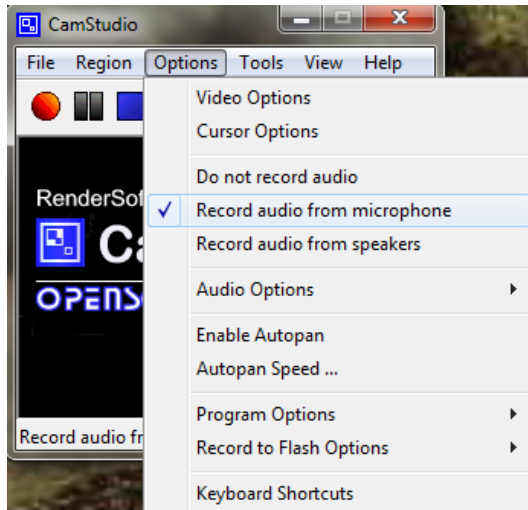 CamStudio
File Region Options Tools View Help
Video Options
Cursor Options
Do not record audio
Record audio from microphone
Record audio from speakers
Audio Options
Enable Autopan
Autopan Speed ...
Program Options
Record to Flash Options
Keyboard Shortcuts
RenderSof
Ca
OPENS
Record audio fr